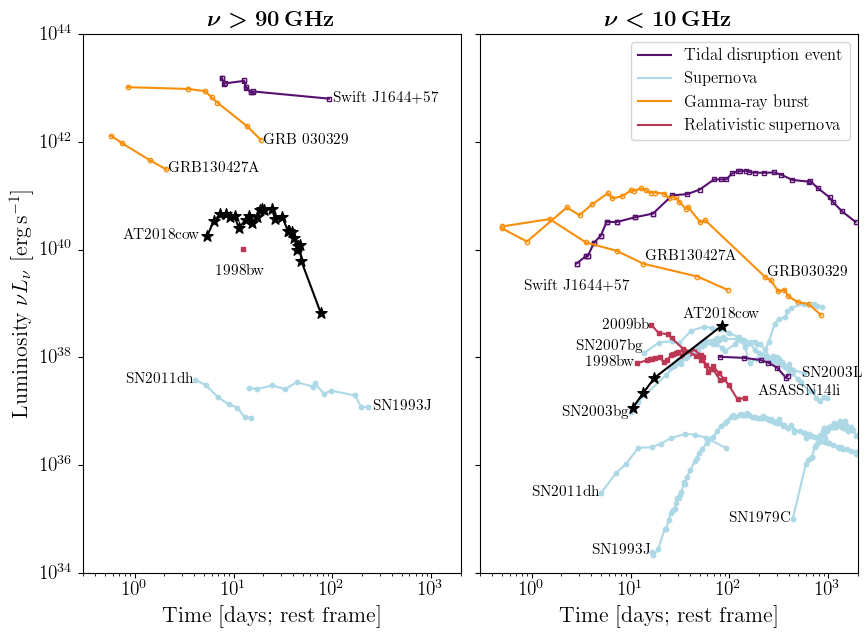 ν > 90 GHz
ν < 10 GHz
Luminosity νLν [erg s−1]
10^44
10^42
10^40
10^38
10^36
10^34
Swift J1644+57
GRB 030329
GRB130427A
AT2018cow
1998bw
SN2011dh
SN1993J
10^0
10^1
10^2
10^3
Time [days; rest frame]
Tidal disruption event
Supernova
Gamma-ray burst
Relativistic supernova
GRB130427A
GRB030329
Swift J1644+57
AT2018cow
2009bb
SN2007bg
1998bw
SN2003L
ASASSN14li
SN2003bg
SN2011dh
SN1979C
SN1993J
10^0
10^1
10^2
10^3
Time [days; rest frame]